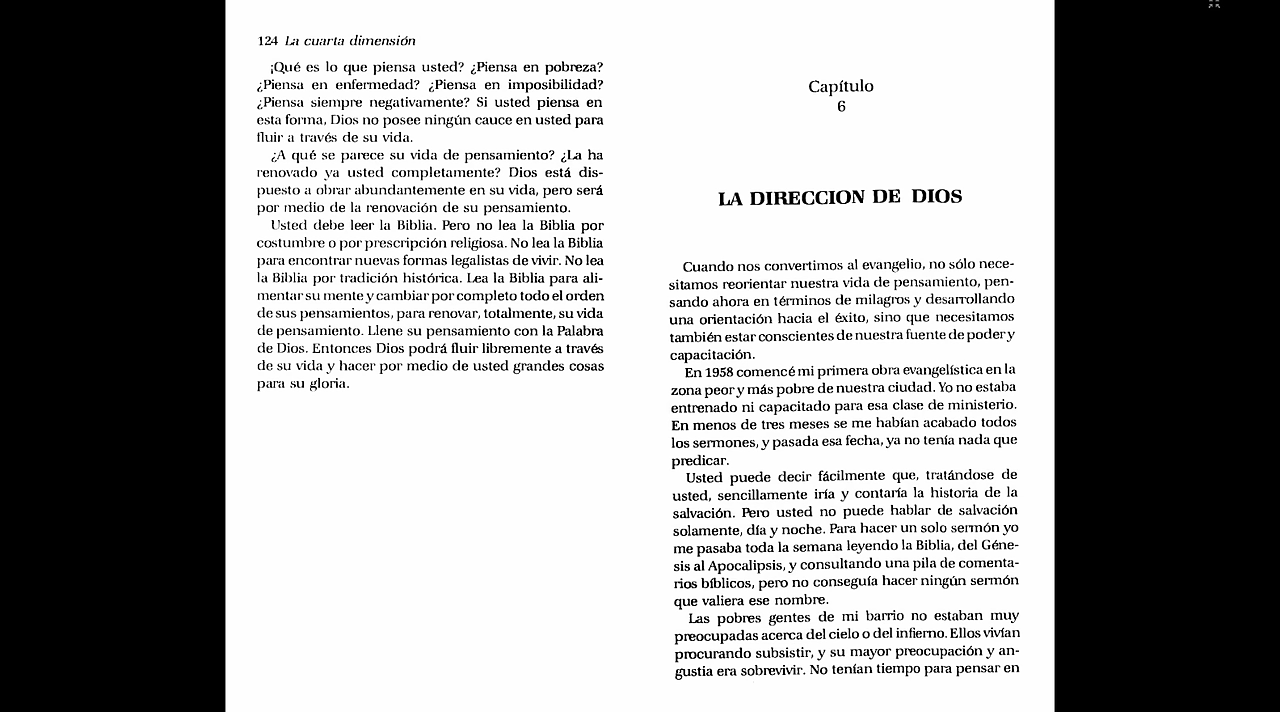 124 La cuarta dimensión
¡Qué es lo que piensa usted? ¿Piensa en pobreza?
¿Piensa en enfermedad? ¿Piensa en imposibilidad?
¿Piensa siempre negativamente? Si usted piensa en
esta forma, Dios no posee ningún cauce en usted para
fluir a través de su vida.
¿A qué se parece su vida de pensamiento? ¿La ha
renovado ya usted completamente? Dios está dis-
puesto a obrar abundantemente en su vida, pero será
por medio de la renovación de su pensamiento.
Usted debe leer la Biblia. Pero no lea la Biblia por
costumbre o por prescripción religiosa. No lea la Biblia
para encontrar nuevas formas legalistas de vivir. No lea
la Biblia por tradición histórica. Lea la Biblia para ali-
mentar su mente y cambiar por completo todo el orden
de sus pensamientos, para renovar, totalmente, su vida
de pensamiento. Llene su pensamiento con la Palabra
de Dios. Entonces Dios podrá fluir libremente a través
de su vida y hacer por medio de usted grandes cosas
para su gloria.
Capítulo
6
LA DIRECCION DE DIOS
Cuando nos convertimos al evangelio, no sólo nece-
sitamos reorientar nuestra vida de pensamiento, pen-
sando ahora en términos de milagros y desarrollando
una orientación hacia el éxito, sino que necesitamos
también estar conscientes de nuestra fuente de poder y
capacitación.
En 1958 comencé mi primera obra evangelística en la
zona peor y más pobre de nuestra ciudad. Yo no estaba
entrenado ni capacitado para esa clase de ministerio.
En menos de tres meses se me habían acabado todos
los sermones, y pasada esa fecha, ya no tenía nada que
predicar.
Usted puede decir fácilmente que, tratándose de
usted, sencillamente iría y contaría la historia de la
salvación. Pero usted no puede hablar de salvación
solamente, día y noche. Para hacer un solo sermón yo
me pasaba toda la semana leyendo la Biblia, del Géne-
sis al Apocalipsis, y consultando una pila de comenta-
rios bíblicos, pero no conseguía hacer ningún sermón
que valiera ese nombre.
Las pobres gentes de mi barrio no estaban muy
preocupadas acerca del cielo o del infierno. Ellos vivían
procurando subsistir, y su mayor preocupación y an-
gustia era sobrevivir. No tenían tiempo para pensar en